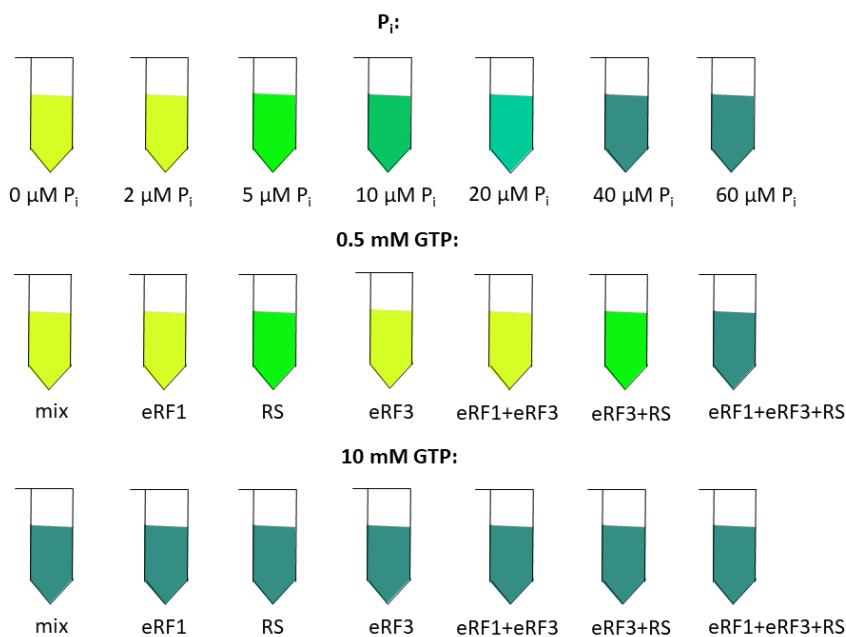 Pi:
0 µM Pi 2 µM Pi 5 µM Pi 10 µM Pi 20 µM Pi 40 µM Pi 60 µM Pi
0.5 mM GTP:
mix eRF1 RS eRF3 eRF1+eRF3 eRF3+RS eRF1+eRF3+RS
10 mM GTP:
mix eRF1 RS eRF3 eRF1+eRF3 eRF3+RS eRF1+eRF3+RS